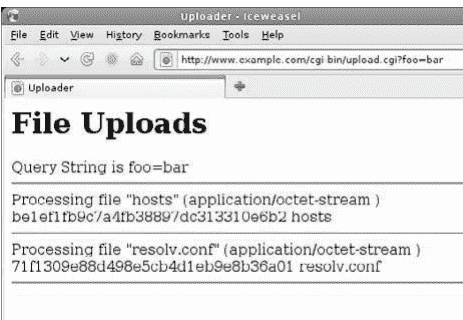 Uploader - Iceweasel
File Edit View History Bookmarks Tools Help
http://www.example.com/cgi bin/upload.cgi?foo=bar
Uploader
File Uploads
Query String is foo=bar
Processing file "hosts" (application/octet-stream )
be1ef1fb9c7a4fb38897dc313310e6b2 hosts
Processing file "resolv.conf" (application/octet-stream )
71f1309e88d498e5cb4d1eb9e8b36a01 resolv.conf